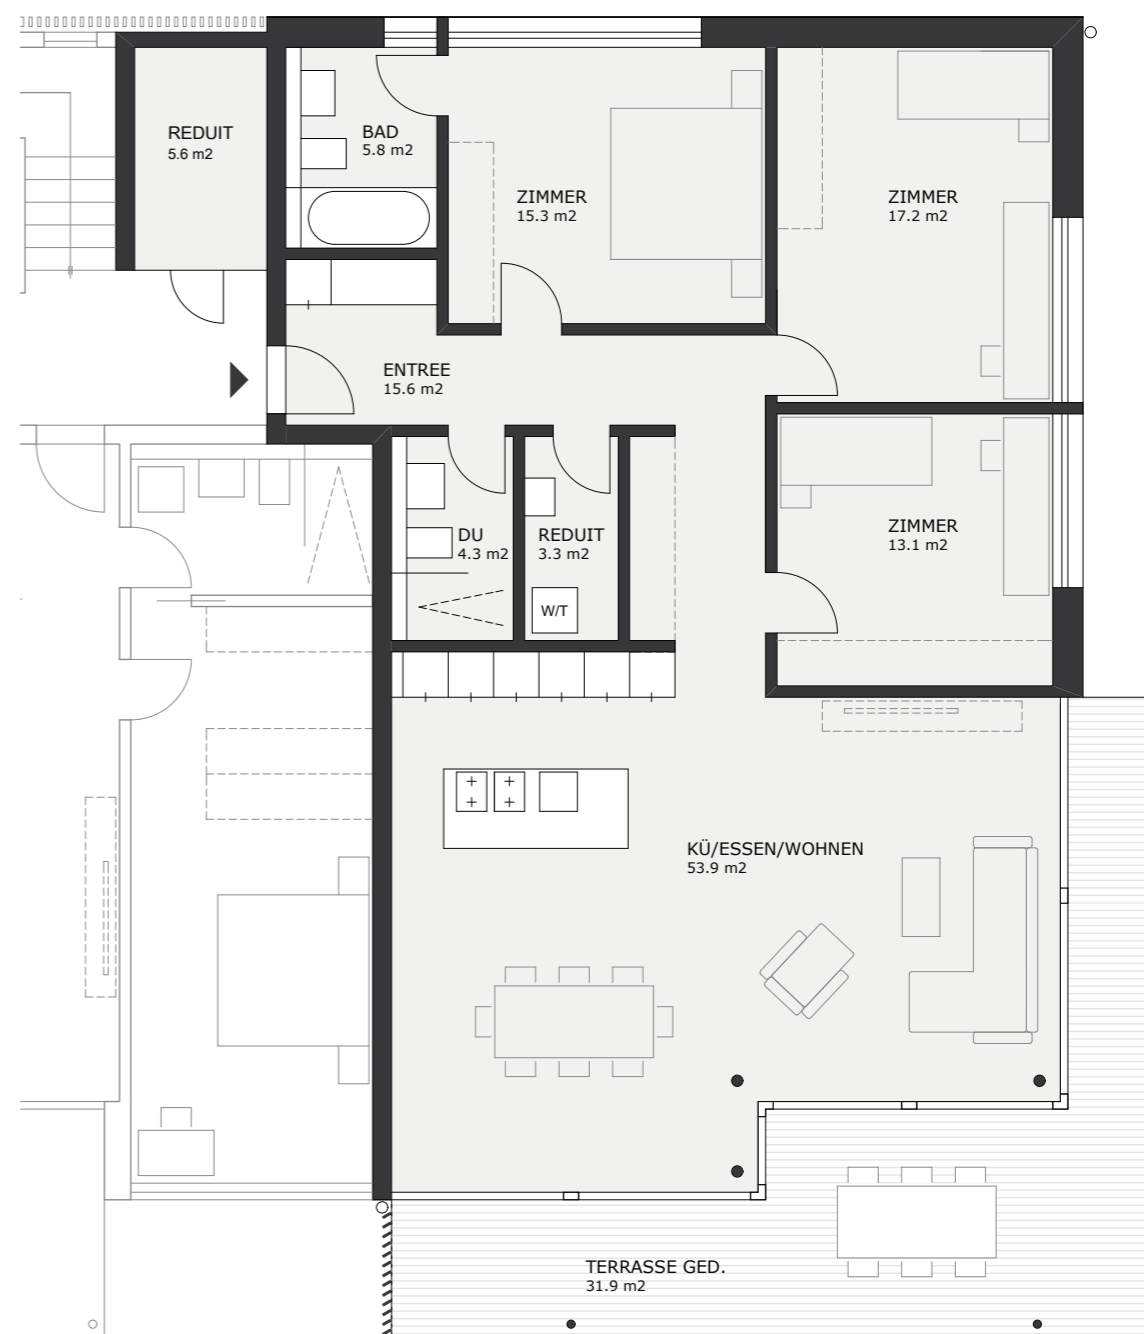 REDUIT
5.6 m2
BAD
5.8 m2
ZIMMER
15.3 m2
ZIMMER
17.2 m2
ENTREE
15.6 m2
DU
4.3 m2
REDUIT
3.3 m2
W/T
ZIMMER
13.1 m2
KÜ/ESSEN/WOHNEN
53.9 m2
TERRASSE GED.
31.9 m2